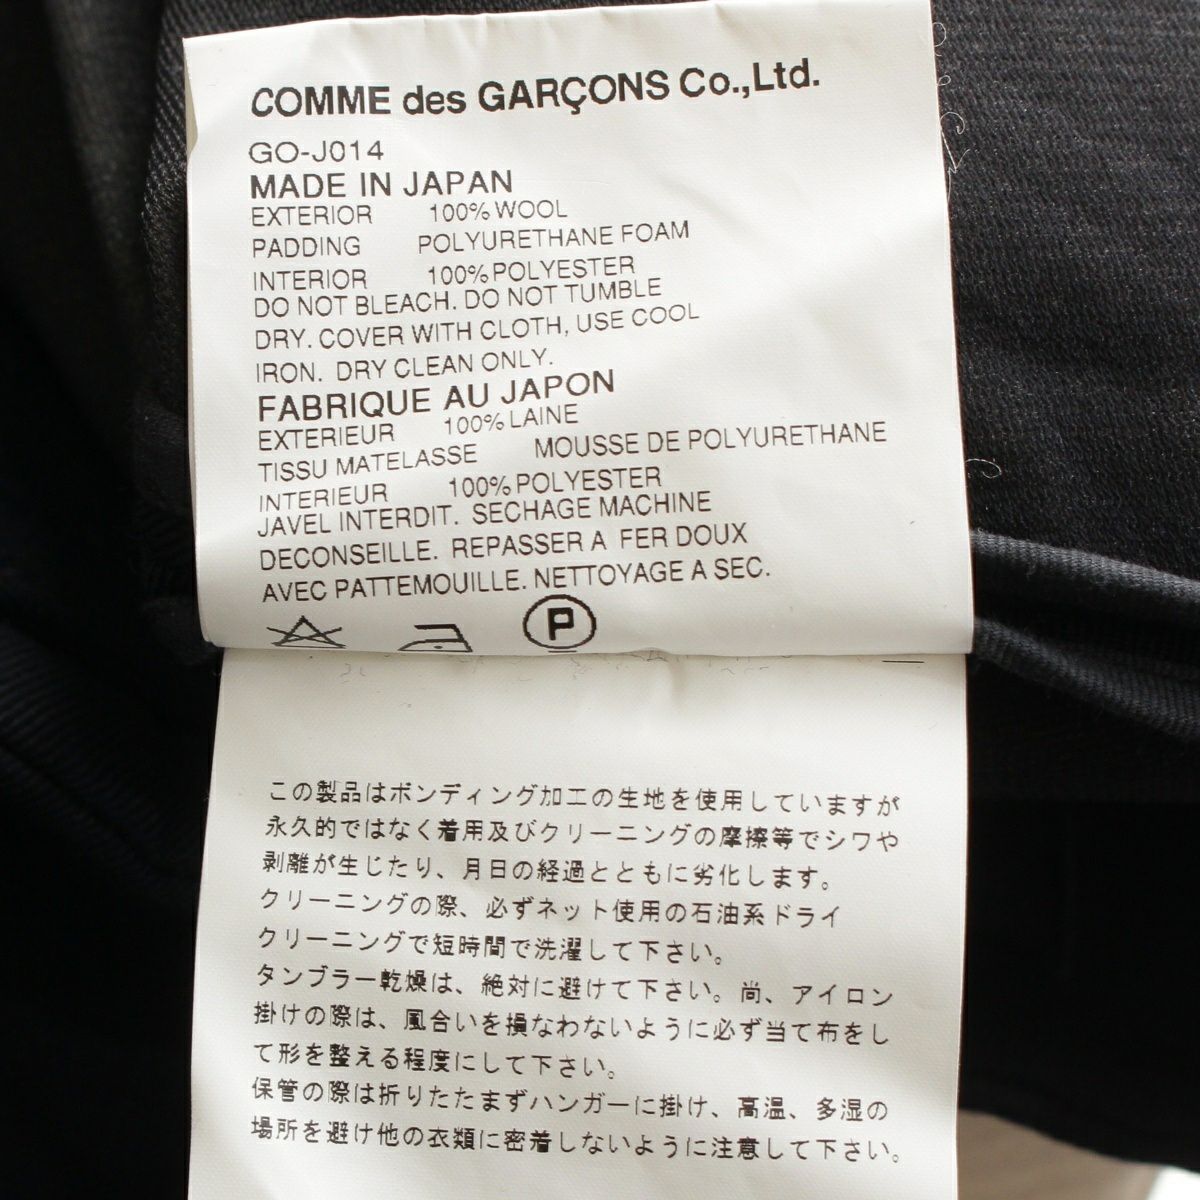 COMME des GARÇONS Co.,Ltd.
GO-J014
MADE IN JAPAN
EXTERIOR 100% WOOL
PADDING POLYURETHANE FOAM
INTERIOR 100% POLYESTER
DO NOT BLEACH. DO NOT TUMBLE
DRY. COVER WITH CLOTH, USE COOL
IRON. DRY CLEAN ONLY.
FABRIQUE AU JAPON
EXTERIEUR 100% LAINE
TISSU MATELASSE MOUSSE DE POLYURETHANE
INTERIEUR 100% POLYESTER
JAVEL INTERDIT. SECHAGE MACHINE
DECONSEILLE. REPASSER A FER DOUX
AVEC PATTEMOUILLE. NETTOYAGE A SEC.
P
この製品はボンディング加工の生地を使用していますが
永久的ではなく着用及びクリーニングの摩擦等でシワや
剥離が生じたり、月日の経過とともに劣化します。
クリーニングの際、必ずネット使用の石油系ドライ
クリーニングで短時間で洗濯して下さい。
タンブラー乾燥は、絶対に避けて下さい。尚、アイロン
掛けの際は、風合いを損なわないように必ず当て布をし
て形を整える程度にして下さい。
保管の際は折りたたまずハンガーに掛け、高温、多湿の
場所を避け他の衣類に密着しないように注意して下さい。